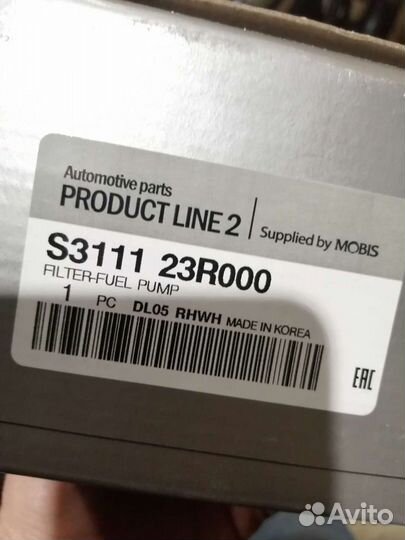 Automotive parts
PRODUCT LINE 2 | Supplied by MOBIS
S3111 23R000
FILTER-FUEL PUMP
1 PC DL05 RHWH MADE IN KOREA
EAC
Avito